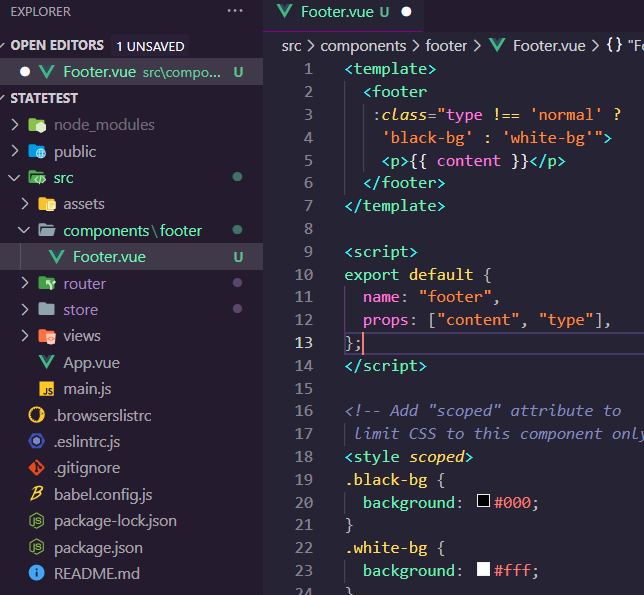 EXPLORER
···
OPEN EDITORS 1 UNSAVED
Footer.vue src\compo... U
STATETEST
node_modules
public
src
assets
components\footer
Footer.vue U
router
store
views
App.vue
JS main.js
.browserslistrc
.eslintrc.js
.gitignore
babel.config.js
package-lock.json
package.json
README.md
Footer.vue U
src > components > footer > Footer.vue > {} "Fe
1 <template>
2 <footer
3 :class="type !== 'normal' ?
4 'black-bg' : 'white-bg'">
5 <p>{{ content }}</p>
6 </footer>
7 </template>
8
9 <script>
10 export default {
11 name: "footer",
12 props: ["content", "type"],
13 };
14 </script>
15
16 <!-- Add "scoped" attribute to
17 limit CSS to this component only
18 <style scoped>
19 .black-bg {
20 background: #000;
21 }
22 .white-bg {
23 background: #fff;
24 }